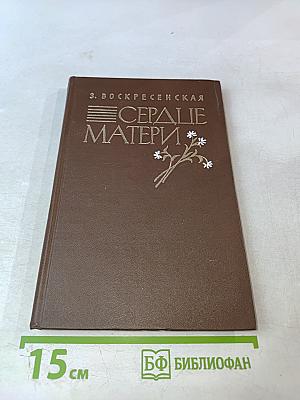 З. ВОСКРЕСЕНСКАЯ
СЕРДЦЕ
МАТЕРИ
15 см
БФ БИБЛИОФАН